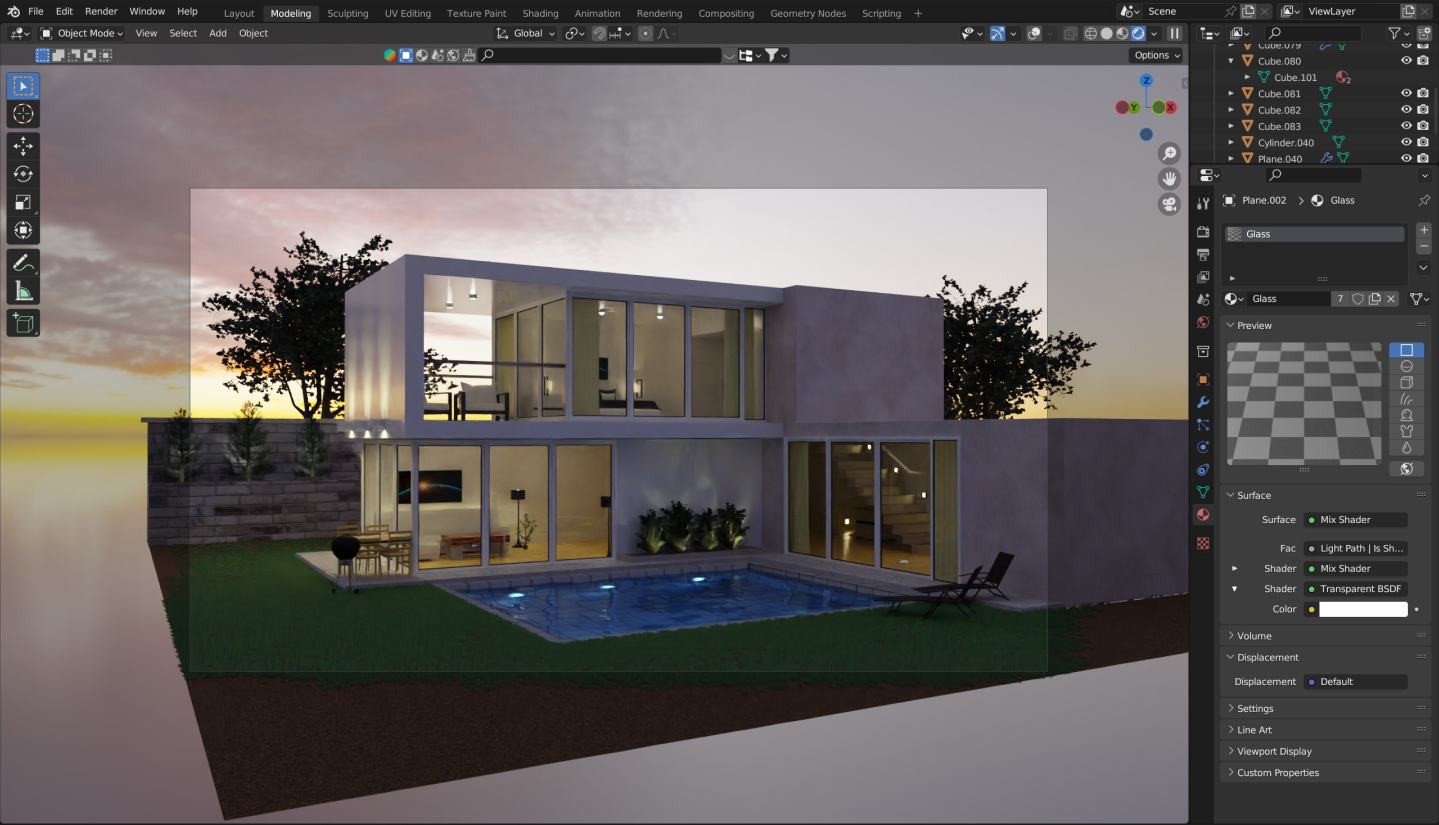 File Edit Render Window Help Layout Modeling Sculpting UV Editing Texture Paint Shading Animation Rendering Compositing Geometry Nodes Scripting + Scene ViewLayer
Object Mode View Select Add Object Global
Options
Z
Y X
Cube.079
Cube.080
Cube.101 2
Cube.081
Cube.082
Cube.083
Cylinder.040
Plane.040
Plane.002 > Glass
Glass
Glass 7
Preview
Surface
Surface Mix Shader
Fac Light Path | Is Sh...
Shader Mix Shader
Shader Transparent BSDF
Color
Volume
Displacement
Displacement Default
Settings
Line Art
Viewport Display
Custom Properties